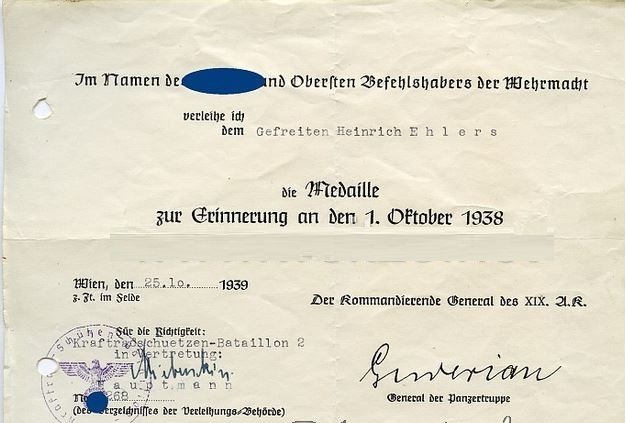 Im Namen de und Obersten Befehlshabers der Wehrmacht
verleihe ich
dem Gefreiten Heinrich Ehlers
die Medaille
zur Erinnerung an den 1. Oktober 1938
Wien, den 25.10. 1939
z. Zt. im Felde
Der Kommandierende General des XIX. A.K.
Für die Richtigkeit:
Kraftradschuetzen-Bataillon 2
in Vertretung:
Hauptmann
Guderian
General der Panzertruppe
268
(des Verzeichnisses der Verleihungs-Behörde)